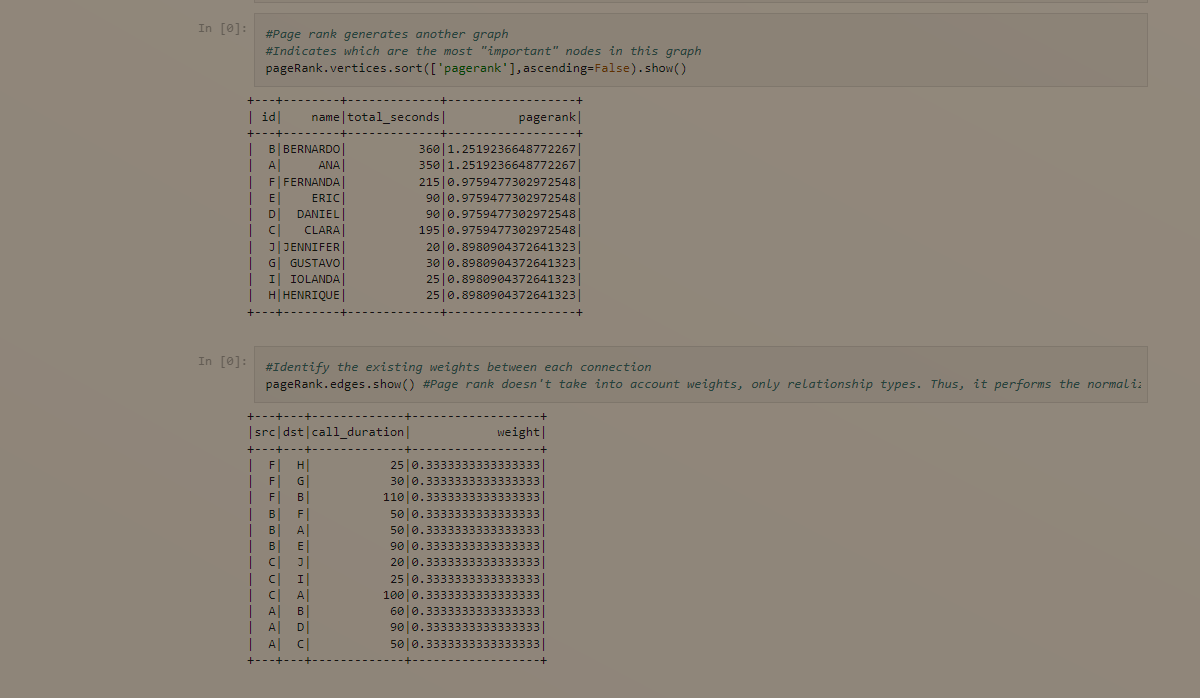 In [0]:
#Page rank generates another graph
#Indicates which are the most "important" nodes in this graph
pageRank.vertices.sort(['pagerank'],ascending=False).show()
+---+--------+-------------+------------------+
| id|    name|total_seconds|          pagerank|
+---+--------+-------------+------------------+
|  B|BERNARDO|          360|1.2519236648772267|
|  A|     ANA|          350|1.2519236648772267|
|  F|FERNANDA|          215|0.9759477302972548|
|  E|    ERIC|           90|0.9759477302972548|
|  D|  DANIEL|           90|0.9759477302972548|
|  C|   CLARA|          195|0.9759477302972548|
|  J|JENNIFER|           20|0.8980904372641323|
|  G| GUSTAVO|           30|0.8980904372641323|
|  I| IOLANDA|           25|0.8980904372641323|
|  H|HENRIQUE|           25|0.8980904372641323|
+---+--------+-------------+------------------+
In [0]:
#Identify the existing weights between each connection
pageRank.edges.show() #Page rank doesn't take into account weights, only relationship types. Thus, it performs the normali
+---+---+-------------+------------------+
|src|dst|call_duration|            weight|
+---+---+-------------+------------------+
|  F|  H|           25|0.3333333333333333|
|  F|  G|           30|0.3333333333333333|
|  F|  B|          110|0.3333333333333333|
|  B|  F|           50|0.3333333333333333|
|  B|  A|           50|0.3333333333333333|
|  B|  E|           90|0.3333333333333333|
|  C|  J|           20|0.3333333333333333|
|  C|  I|           25|0.3333333333333333|
|  C|  A|          100|0.3333333333333333|
|  A|  B|           60|0.3333333333333333|
|  A|  D|           90|0.3333333333333333|
|  A|  C|           50|0.3333333333333333|
+---+---+-------------+------------------+